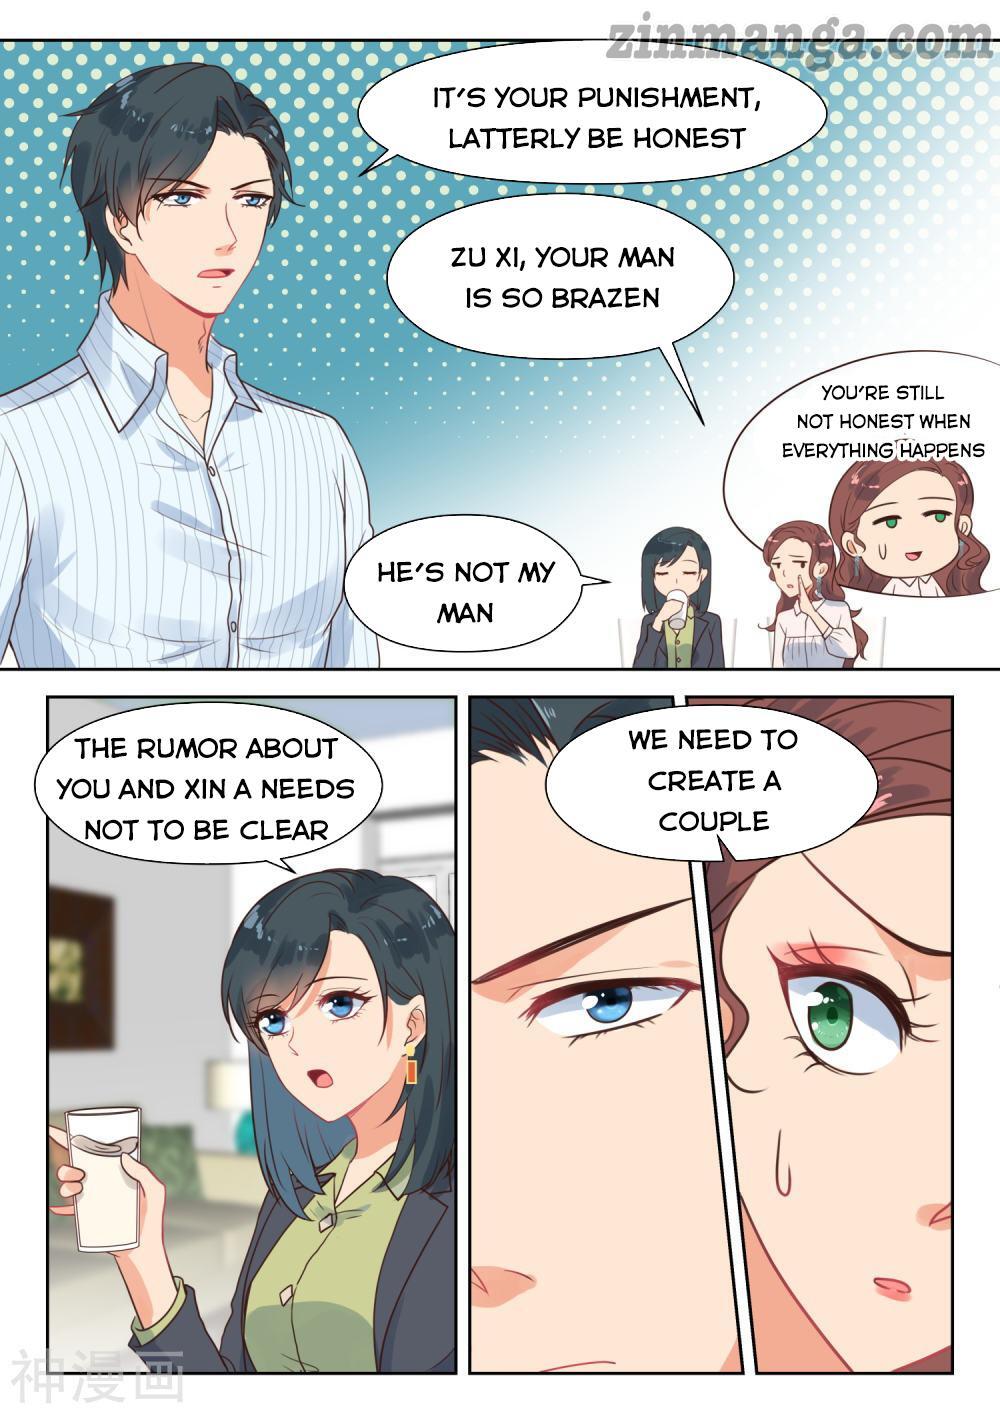 zinmanga.com
IT'S YOUR PUNISHMENT,
LATTERLY BE HONEST
ZU XI, YOUR MAN
IS SO BRAZEN
YOU'RE STILL
NOT HONEST WHEN
EVERYTHING HAPPENS
HE'S NOT MY
MAN
THE RUMOR ABOUT
YOU AND XIN A NEEDS
NOT TO BE CLEAR
WE NEED TO
CREATE A
COUPLE
神漫画